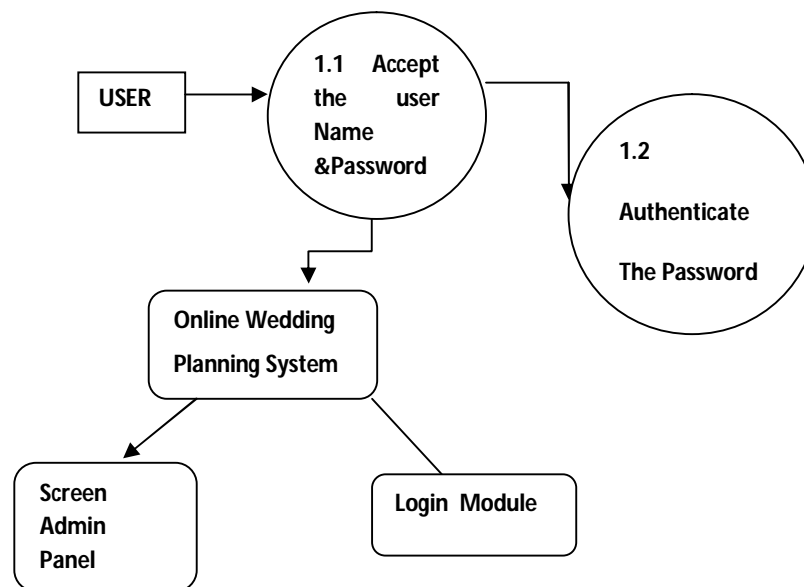 USER
1.1 Accept
the user
Name
&Password
1.2
Authenticate
The Password
Online Wedding
Planning System
Screen
Admin
Panel
Login Module